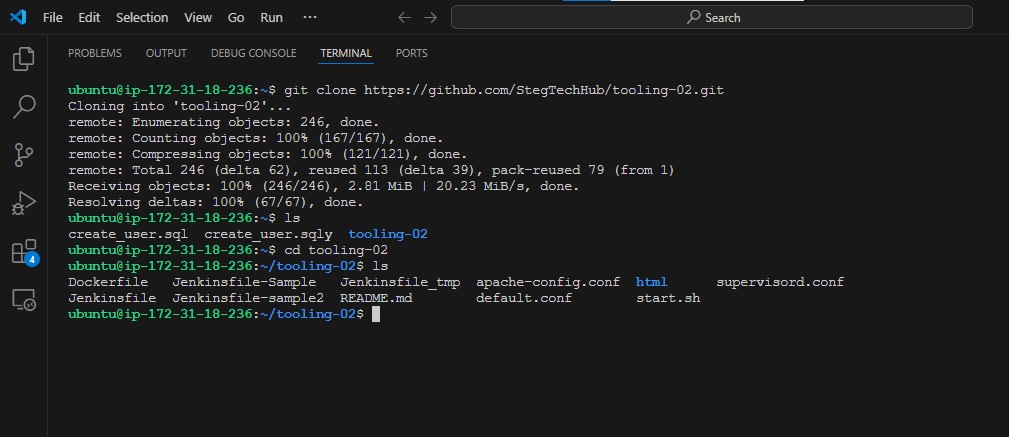 File Edit Selection View Go Run ··· ← → Search
PROBLEMS OUTPUT DEBUG CONSOLE TERMINAL PORTS
ubuntu@ip-172-31-18-236:~$ git clone https://github.com/StegTechHub/tooling-02.git
Cloning into 'tooling-02'...
remote: Enumerating objects: 246, done.
remote: Counting objects: 100% (167/167), done.
remote: Compressing objects: 100% (121/121), done.
remote: Total 246 (delta 62), reused 113 (delta 39), pack-reused 79 (from 1)
Receiving objects: 100% (246/246), 2.81 MiB | 20.23 MiB/s, done.
Resolving deltas: 100% (67/67), done.
ubuntu@ip-172-31-18-236:~$ ls
create_user.sql create_user.sqly tooling-02
ubuntu@ip-172-31-18-236:~$ cd tooling-02
ubuntu@ip-172-31-18-236:~/tooling-02$ ls
Dockerfile Jenkinsfile-Sample Jenkinsfile_tmp apache-config.conf html supervisord.conf
Jenkinsfile Jenkinsfile-sample2 README.md default.conf start.sh
ubuntu@ip-172-31-18-236:~/tooling-02$
4